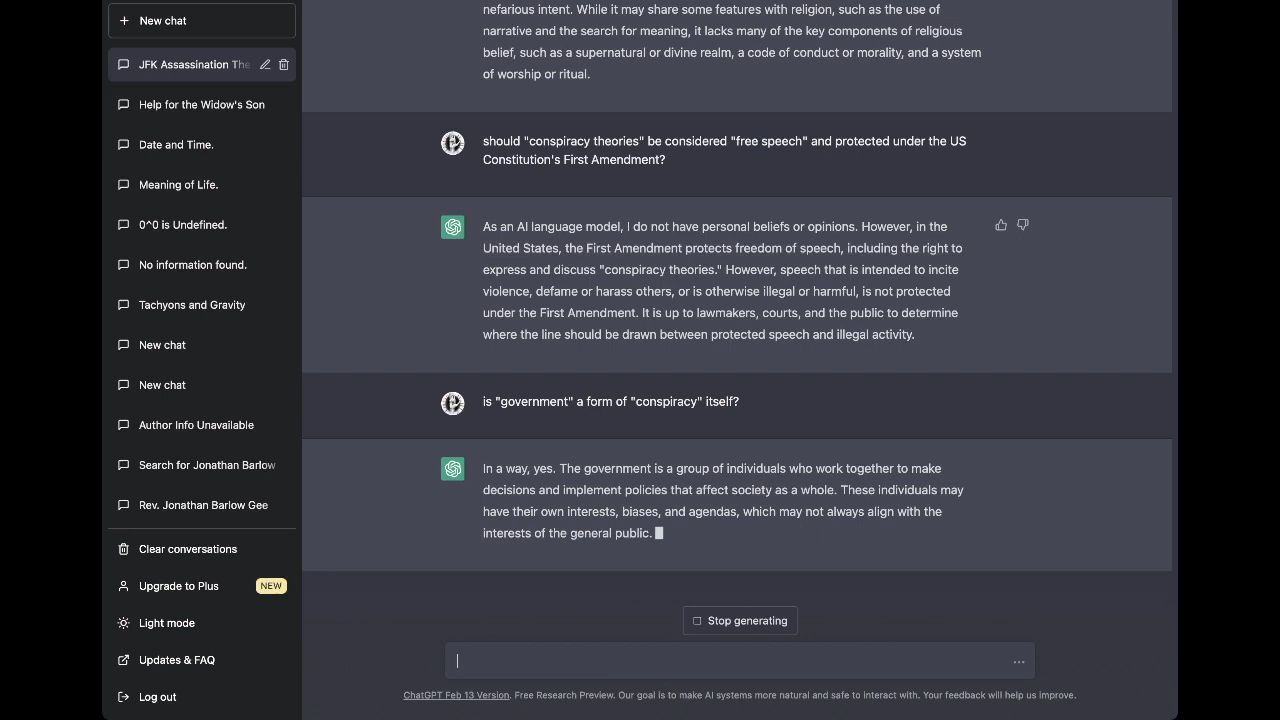 New chat
JFK Assassination The
Help for the Widow's Son
Date and Time.
Meaning of Life.
0^0 is Undefined.
No information found.
Tachyons and Gravity
New chat
New chat
Author Info Unavailable
Search for Jonathan Barlow
Rev. Jonathan Barlow Gee
Clear conversations
Upgrade to Plus NEW
Light mode
Updates & FAQ
Log out
nefarious intent. While it may share some features with religion, such as the use of
narrative and the search for meaning, it lacks many of the key components of religious
belief, such as a supernatural or divine realm, a code of conduct or morality, and a system
of worship or ritual.
should "conspiracy theories" be considered "free speech" and protected under the US
Constitution's First Amendment?
As an AI language model, I do not have personal beliefs or opinions. However, in the
United States, the First Amendment protects freedom of speech, including the right to
express and discuss "conspiracy theories." However, speech that is intended to incite
violence, defame or harass others, or is otherwise illegal or harmful, is not protected
under the First Amendment. It is up to lawmakers, courts, and the public to determine
where the line should be drawn between protected speech and illegal activity.
is "government" a form of "conspiracy" itself?
In a way, yes. The government is a group of individuals who work together to make
decisions and implement policies that affect society as a whole. These individuals may
have their own interests, biases, and agendas, which may not always align with the
interests of the general public.
Stop generating
ChatGPT Feb 13 Version. Free Research Preview. Our goal is to make AI systems more natural and safe to interact with. Your feedback will help us improve.